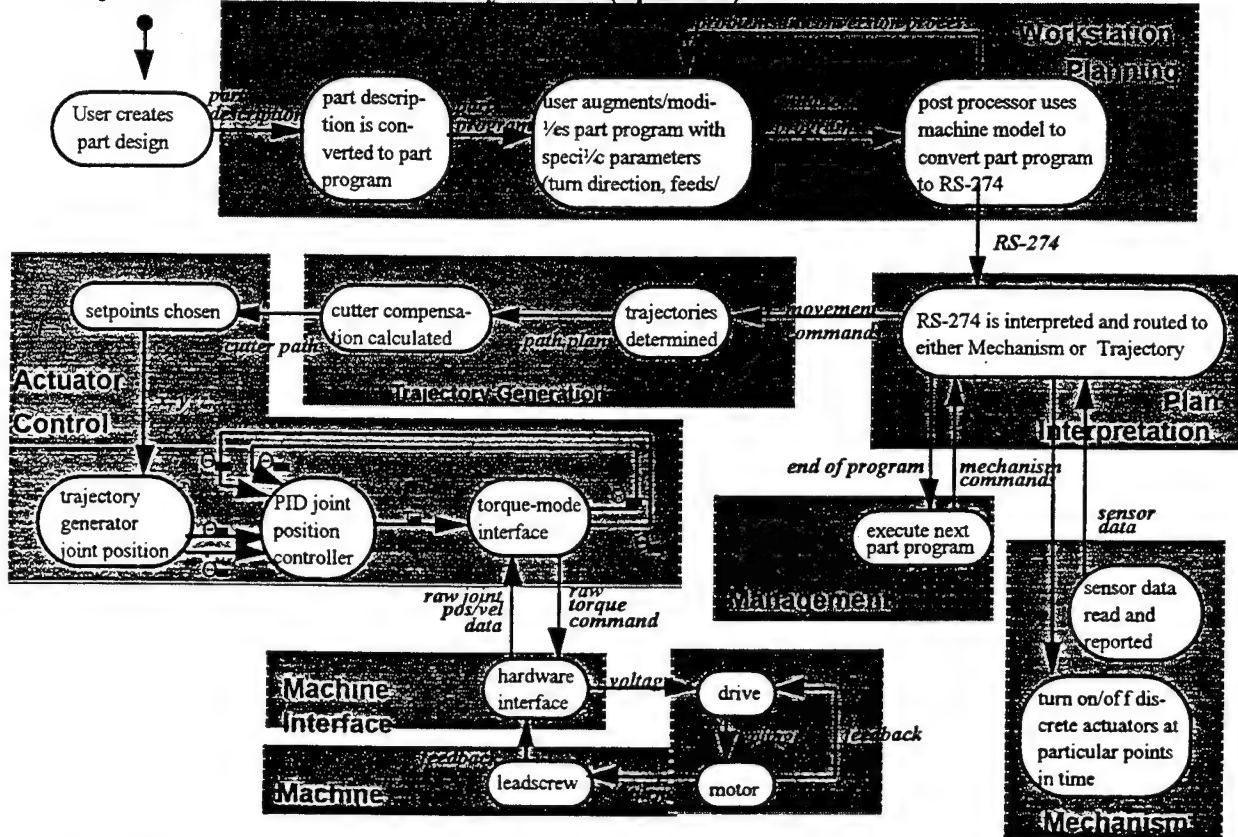 Workstation
Planning
User creates
part design
part
description
part descrip-
tion is con-
verted to part
program
part
program
user augments/modi-
¼es part program with
speci¼c parameters
(turn direction, feeds/
program
post processor uses
machine model to
convert part program
to RS-274
RS-274
setpoints chosen
cutter path
cutter compensa-
tion calculated
path plan
trajectories
determined
movement
commands
RS-274 is interpreted and routed to
either Mechanism or Trajectory
Trajectory Generation
Actuator
Control
Plan
Interpretation
end of program
mechanism
commands
trajectory
generator
joint position
PID joint
position
controller
torque-mode
interface
execute next
part program
Management
sensor
data
raw joint
pos/vel
data
raw
torque
command
sensor data
read and
reported
Machine
Interface
hardware
interface
voltag
drive
turn on/of f dis-
crete actuators at
particular points
in time
feedback
feedback
Machine
leadscrew
motor
Mechanism